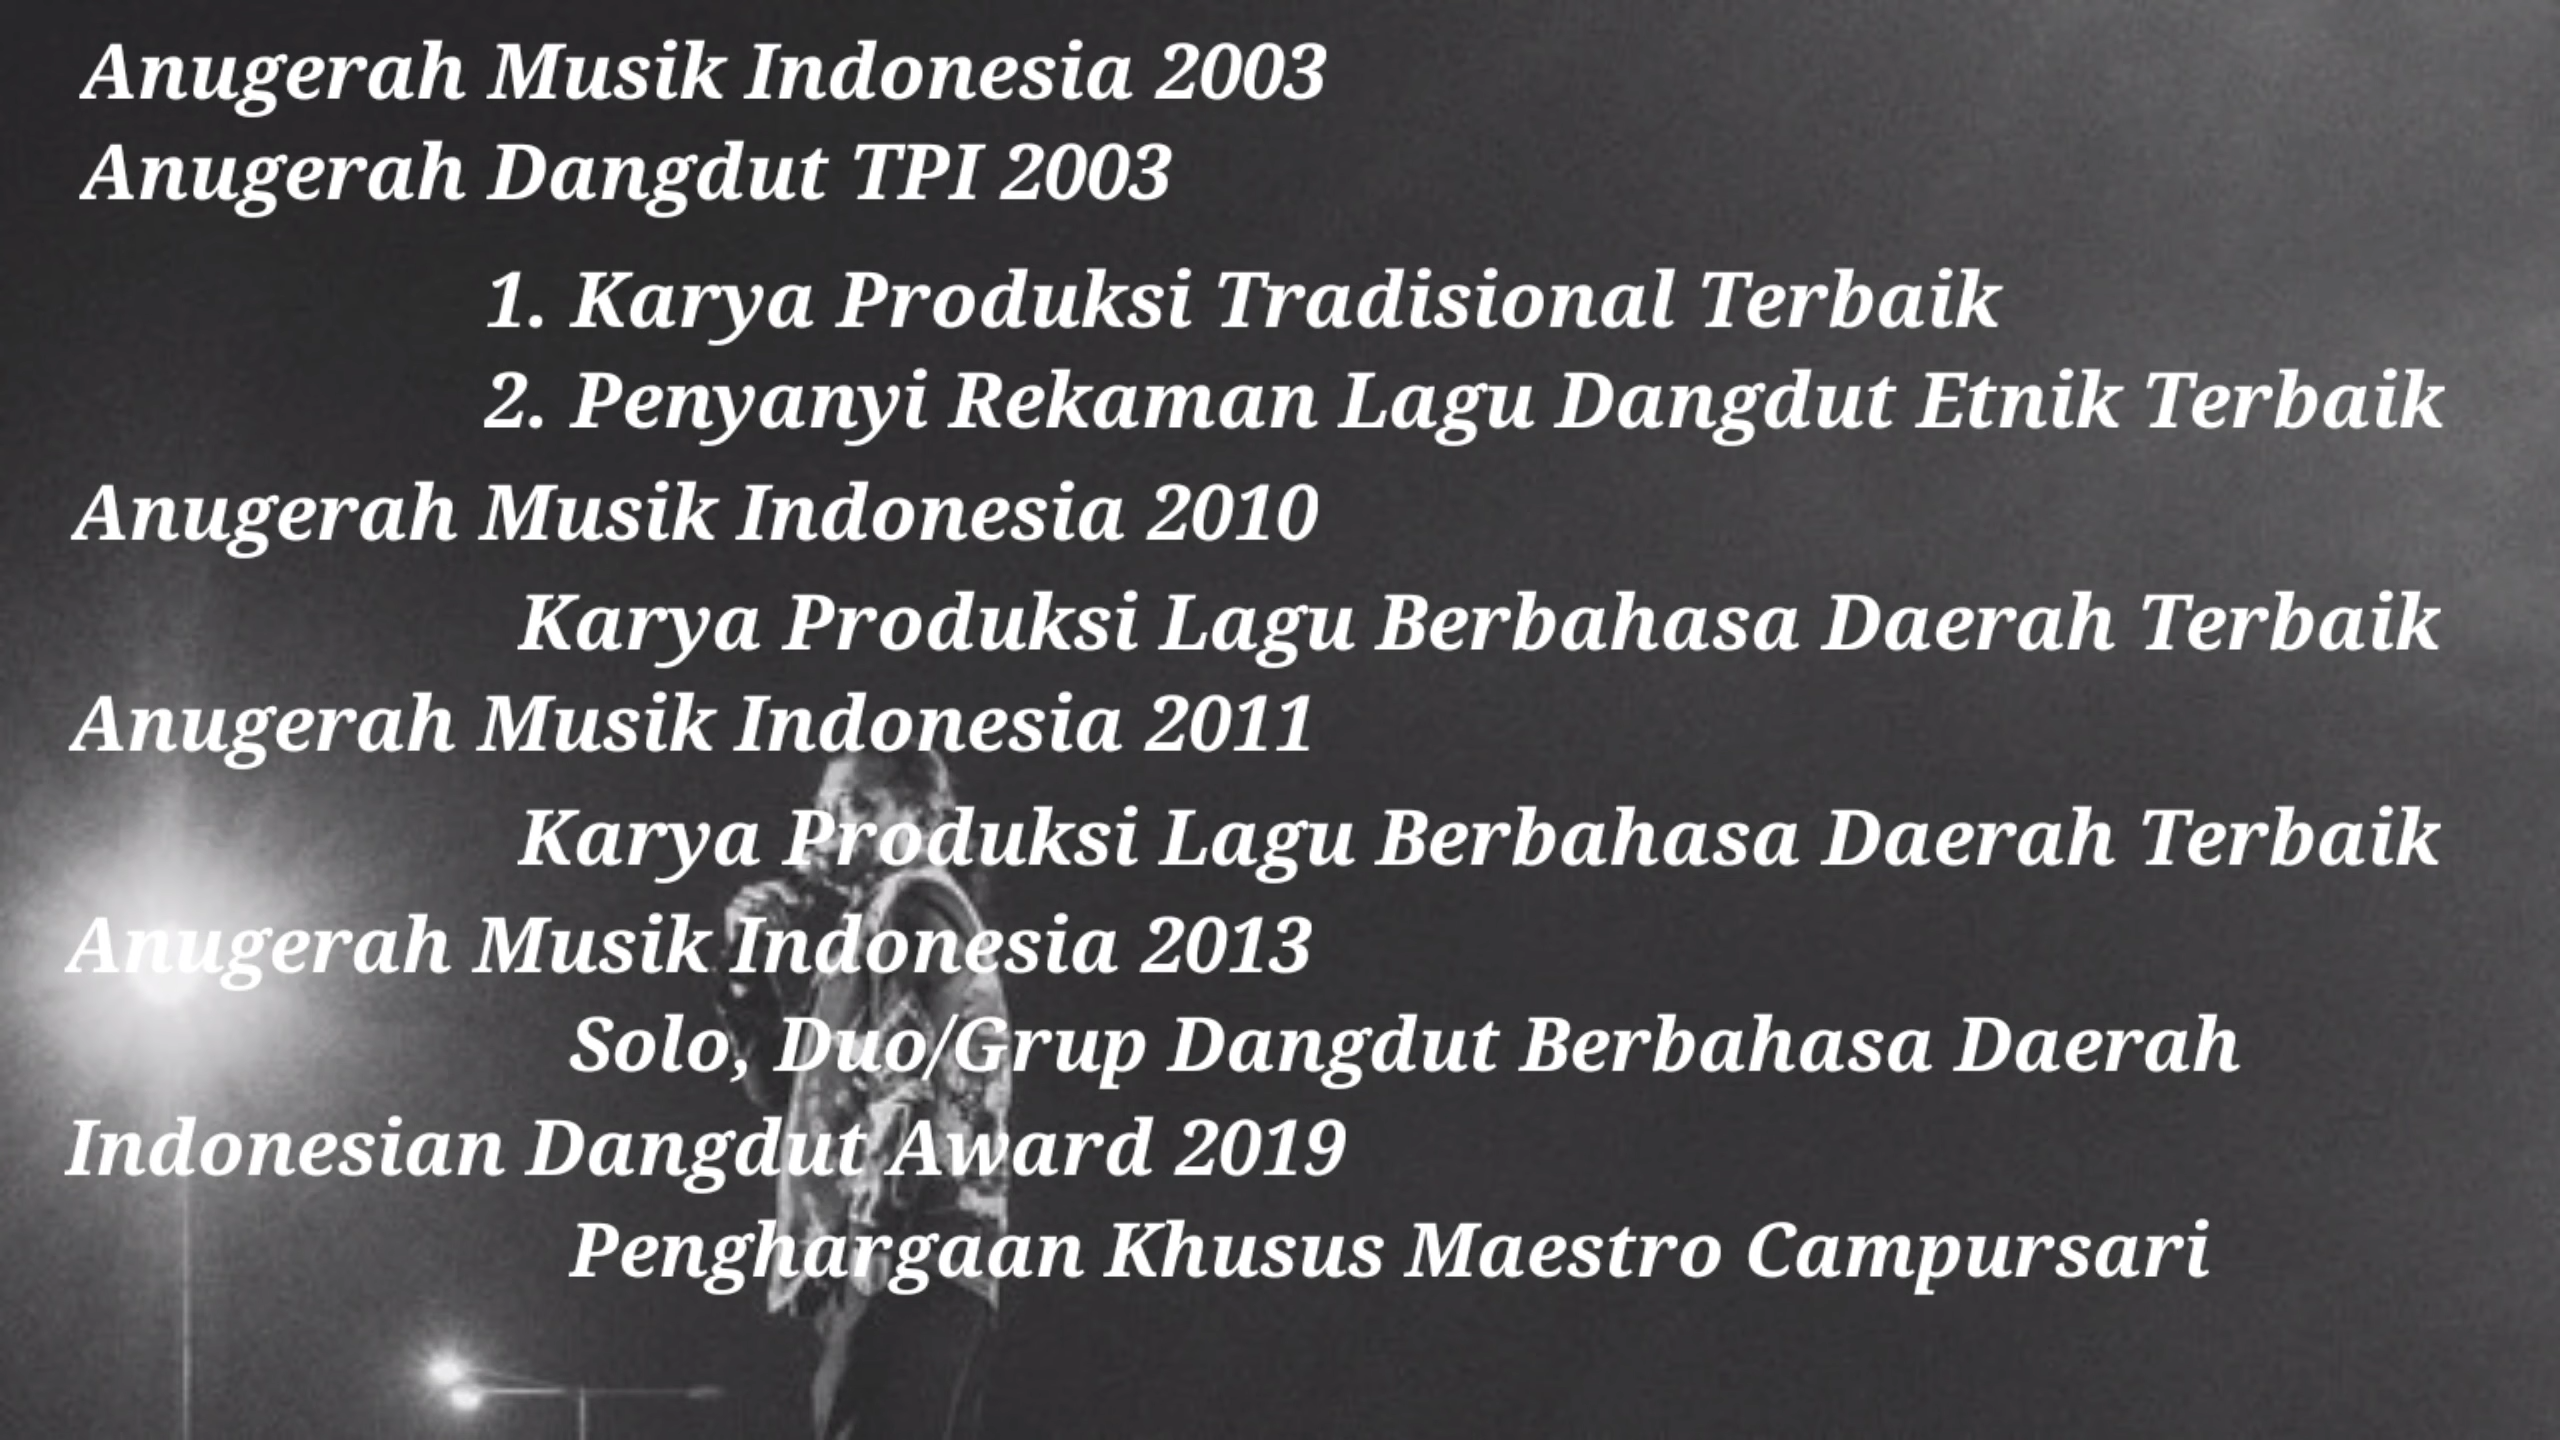 Anugerah Musik Indonesia 2003
Anugerah Dangdut TPI 2003
1. Karya Produksi Tradisional Terbaik
2. Penyanyi Rekaman Lagu Dangdut Etnik Terbaik
Anugerah Musik Indonesia 2010
Karya Produksi Lagu Berbahasa Daerah Terbaik
Anugerah Musik Indonesia 2011
Karya Produksi Lagu Berbahasa Daerah Terbaik
Anugerah Musik Indonesia 2013
Solo, Duo/Grup Dangdut Berbahasa Daerah
Indonesian Dangdut Award 2019
Penghargaan Khusus Maestro Campursari